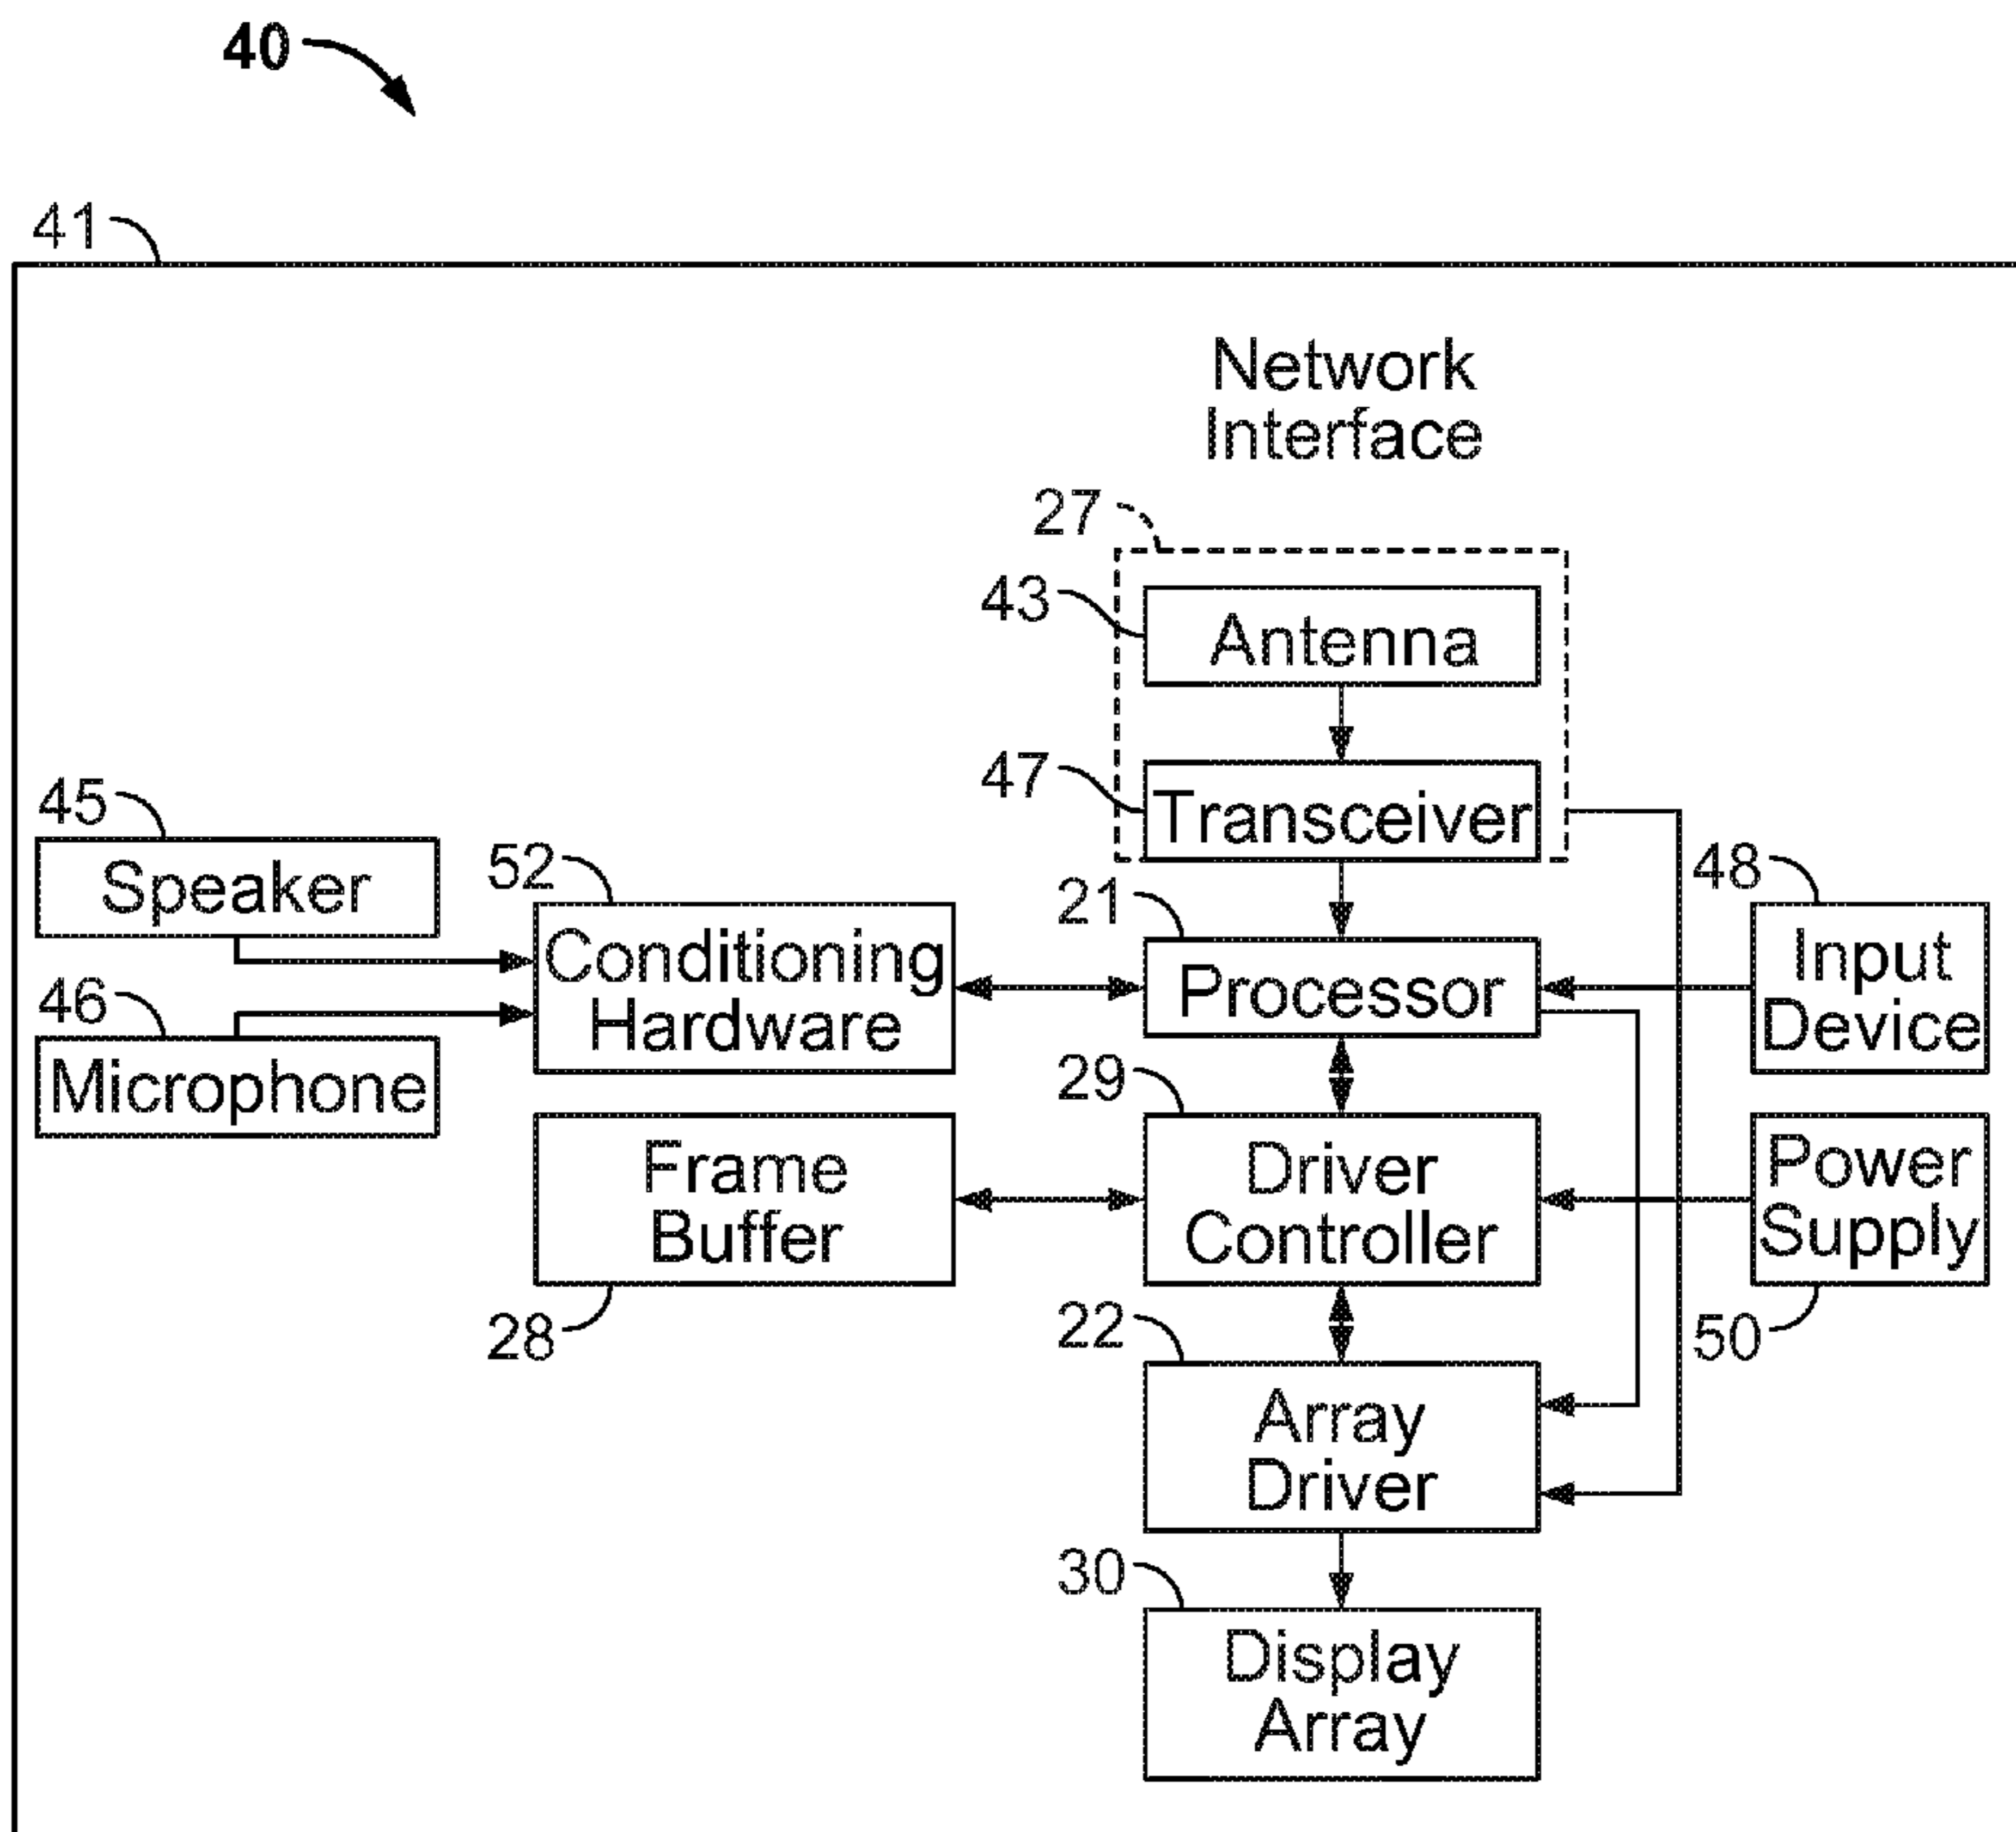 40
41
Network
Interface
27
43
Antenna
47
Transceiver
45
Speaker
52
Conditioning
Hardware
21
Processor
48
Input
Device
46
Microphone
29
Driver
Controller
Frame
Buffer
28
Power
Supply
50
22
Array
Driver
30
Display
Array